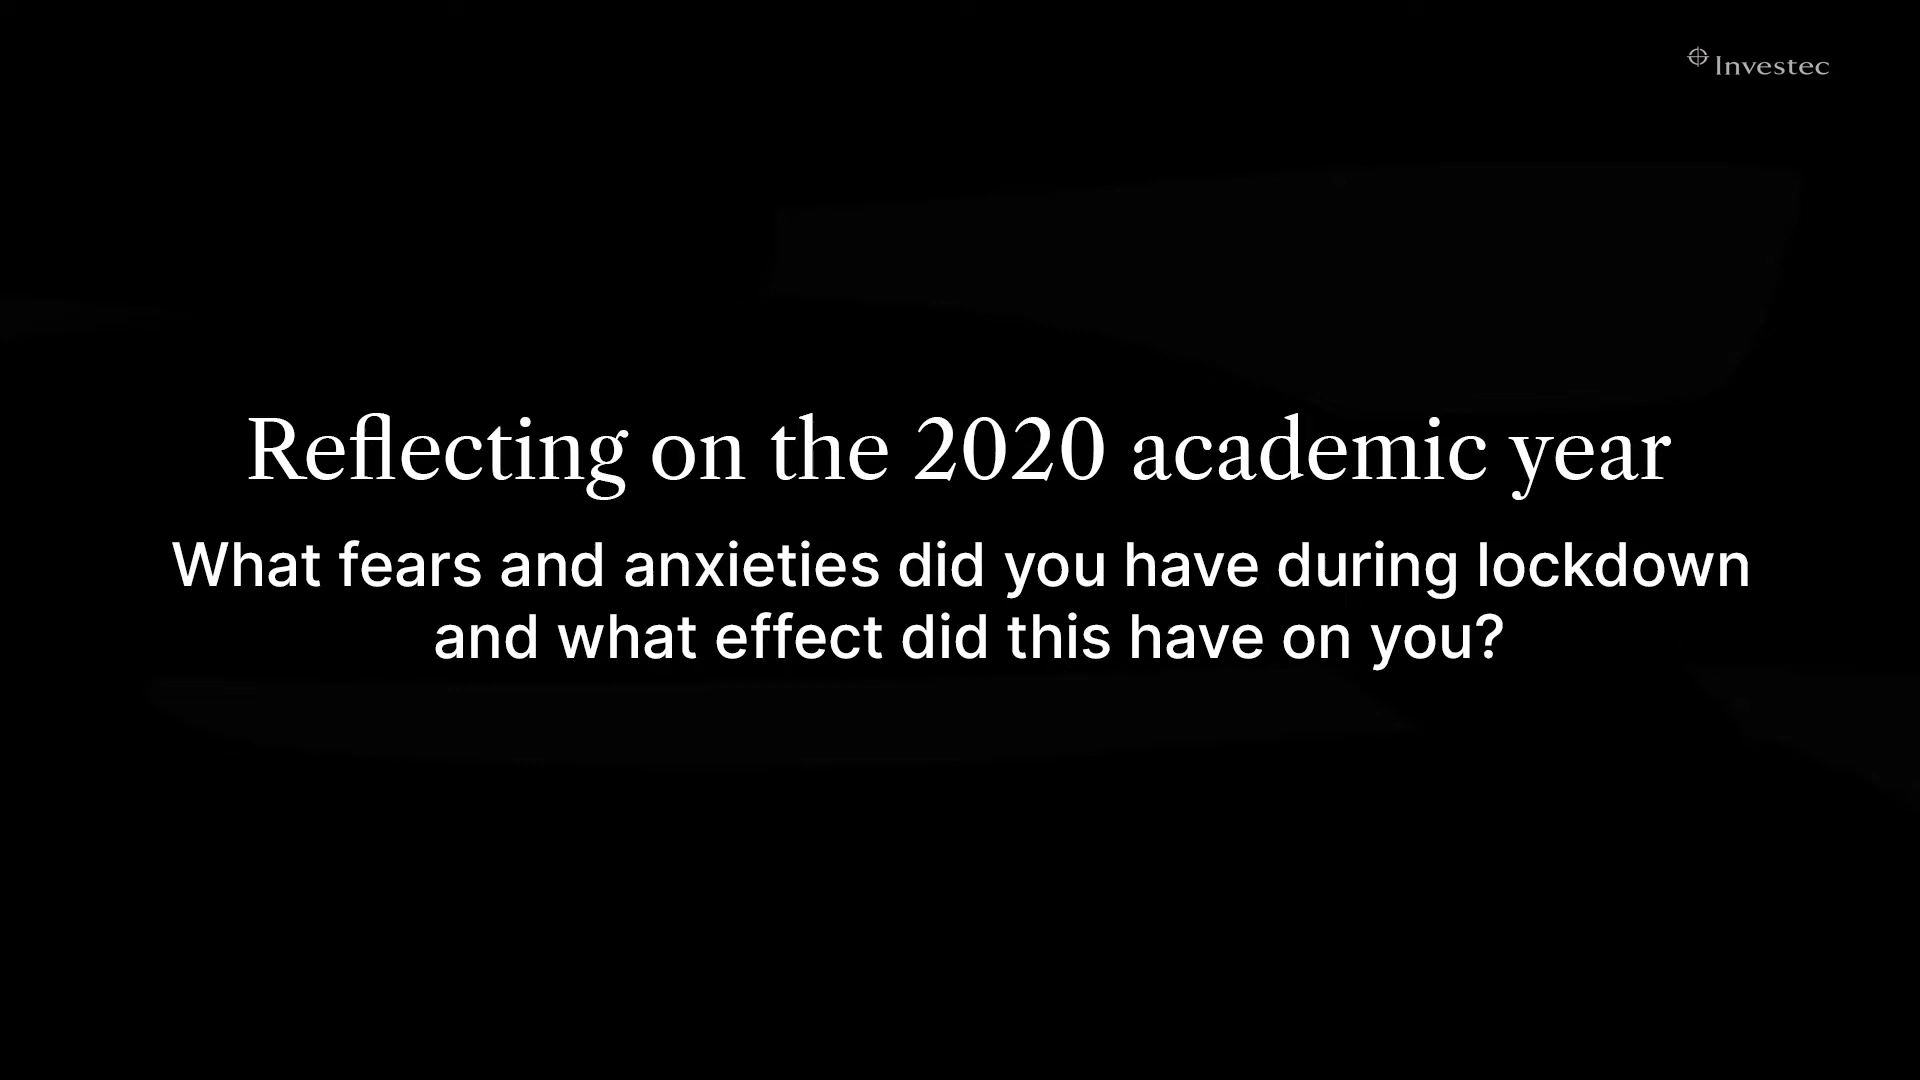 Investec
Reflecting on the 2020 academic year
What fears and anxieties did you have during lockdown
and what effect did this have on you?